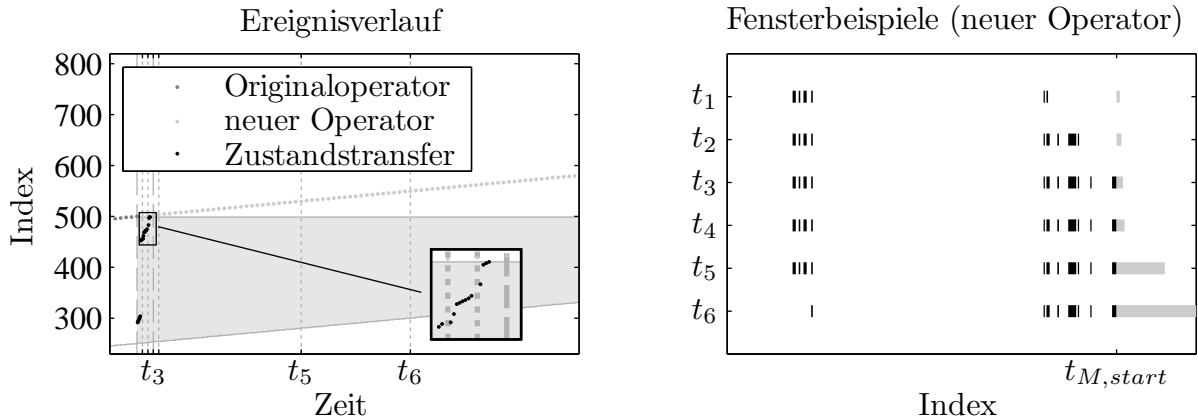 Ereignisverlauf
800
700
600
500
400
300
Index
Originaloperator
neuer Operator
Zustandstransfer
t3
t5
t6
Zeit
Fensterbeispiele (neuer Operator)
t1
t2
t3
t4
t5
t6
tM,start
Index